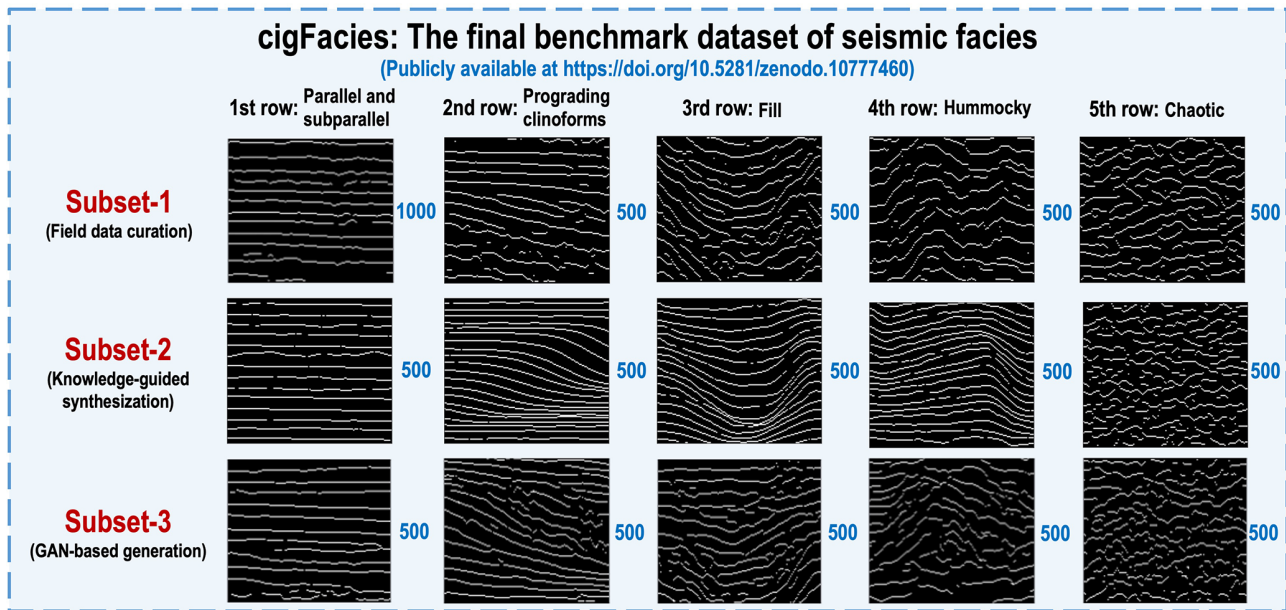 cigFacies: The final benchmark dataset of seismic facies
(Publicly available at https://doi.org/10.5281/zenodo.10777460)
1st row: Parallel and subparallel
2nd row: Prograding clinoforms
3rd row: Fill
4th row: Hummocky
5th row: Chaotic
Subset-1
(Field data curation)
1000
500
500
500
500
Subset-2
(Knowledge-guided
synthesization)
500
500
500
500
500
Subset-3
(GAN-based generation)
500
500
500
500
500